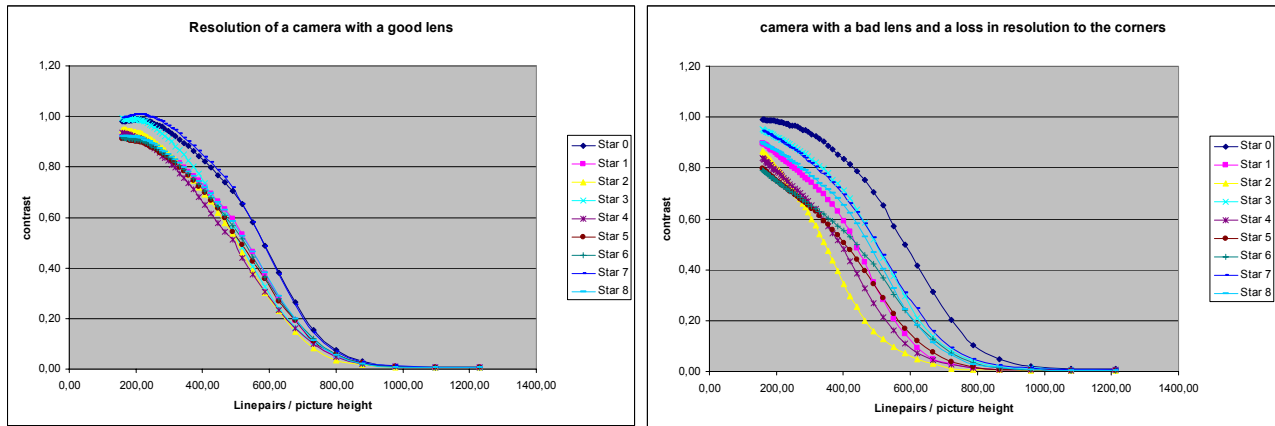 Resolution of a camera with a good lens
1,20
1,00
0,80
0,60
0,40
0,20
0,00
0,00 200,00 400,00 600,00 800,00 1000,00 1200,00 1400,00
contrast
Linepairs / picture height
Star 0
Star 1
Star 2
Star 3
Star 4
Star 5
Star 6
Star 7
Star 8
camera with a bad lens and a loss in resolution to the corners
1,20
1,00
0,80
0,60
0,40
0,20
0,00
0,00 200,00 400,00 600,00 800,00 1000,00 1200,00 1400,00
contrast
Linepairs / picture height
Star 0
Star 1
Star 2
Star 3
Star 4
Star 5
Star 6
Star 7
Star 8